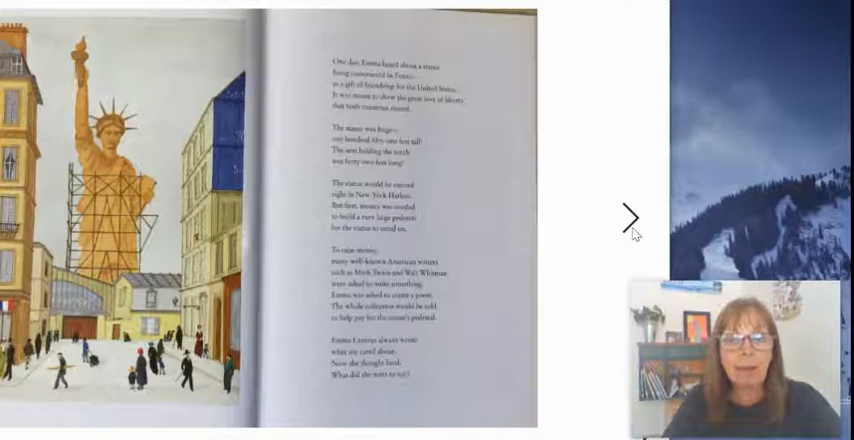 One day, Emma heard about a statue
being constructed in France—
as a gift of friendship for the United States.
It was meant to show the great love of liberty
that both countries shared.
The statue was huge—
one hundred fifty-one feet tall!
The arm holding the torch
was forty-two feet long!
The statue would be erected
right in New York Harbor.
But first, money was needed
to build a very large pedestal
for the statue to stand on.
To raise money,
many well-known American writers
such as Mark Twain and Walt Whitman
were asked to write something.
Emma was asked to create a poem.
The whole collection would be sold
to help pay for the statue's pedestal.
Emma Lazarus always wrote
what she cared about.
Now she thought hard.
What did she want to say?